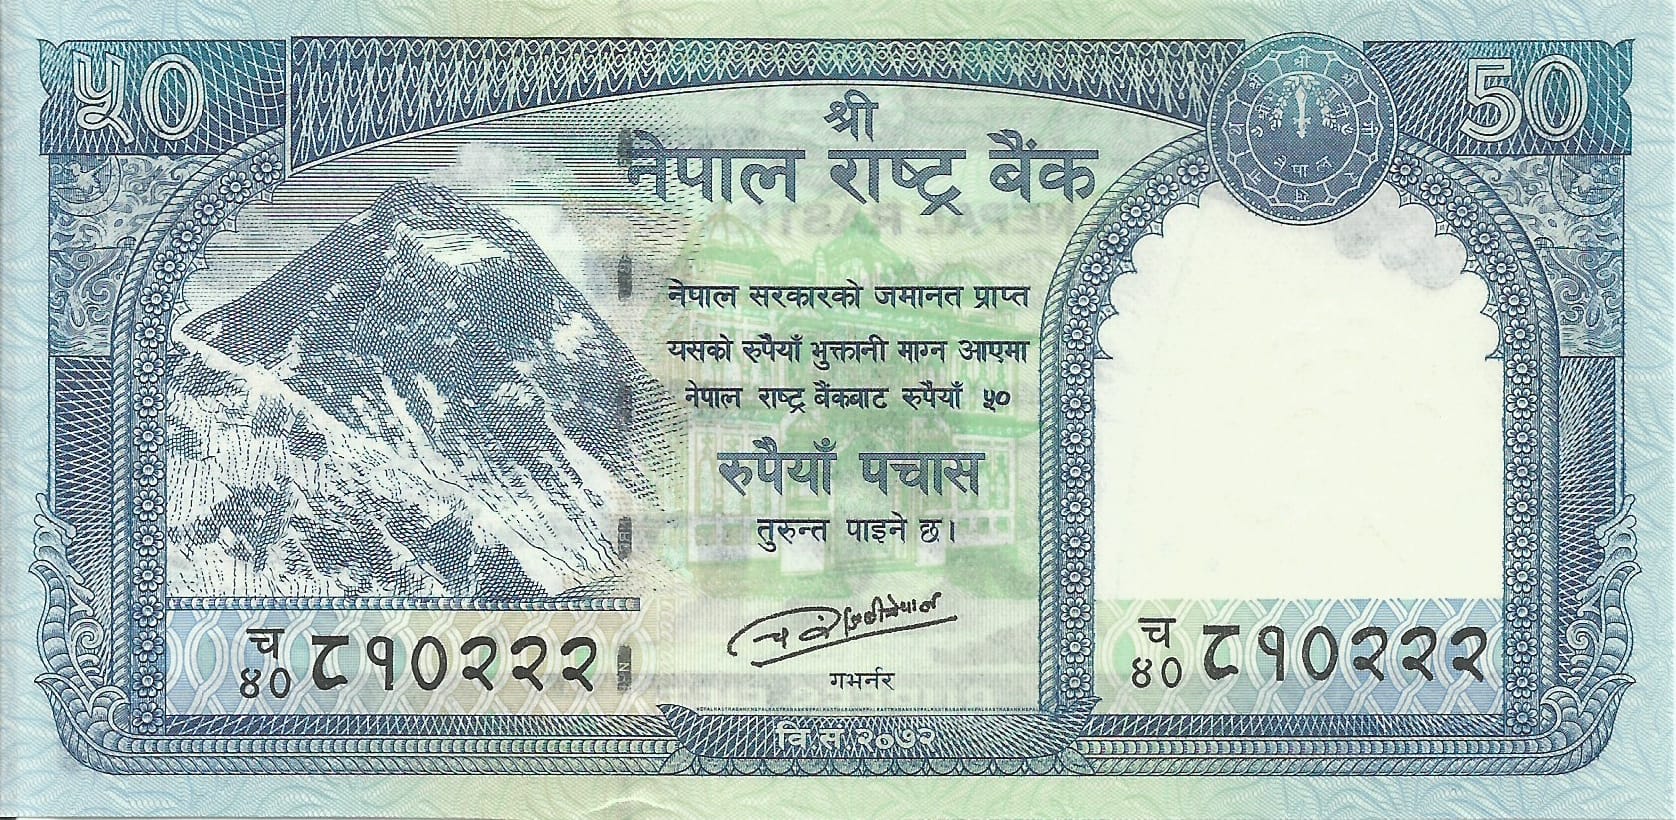 ५०
50
श्री
नेपाल राष्ट्र बैंक
नेपाल सरकारको जमानत प्राप्त
यसको रुपैयाँ भुक्तानी माग्न आएमा
नेपाल राष्ट्र बैंकबाट रुपैयाँ ५०
रुपैयाँ पचास
तुरुन्त पाइने छ।
गभर्नर
च
४० ८१०२२२
च
४० ८१०२२२
वि.सं.२०७२